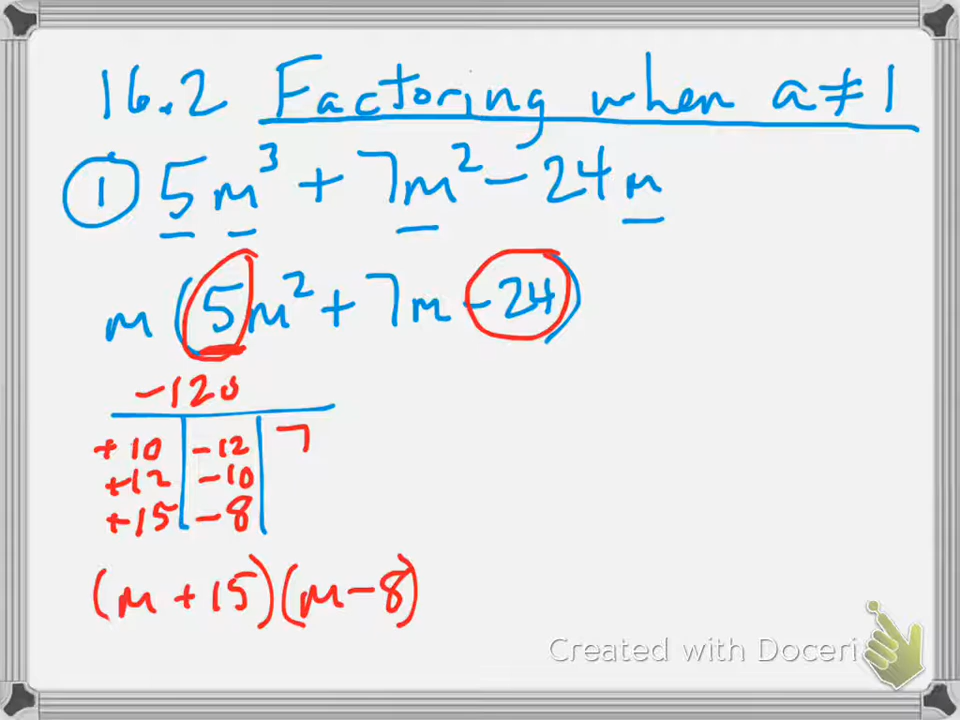 16.2 Factoring when a≠1
① 5m³ + 7m² - 24m
m (5m² + 7m - 24)
-120
+10 -12 7
+12 -10
+15 -8
(m + 15)(m - 8)
Created with Doceri